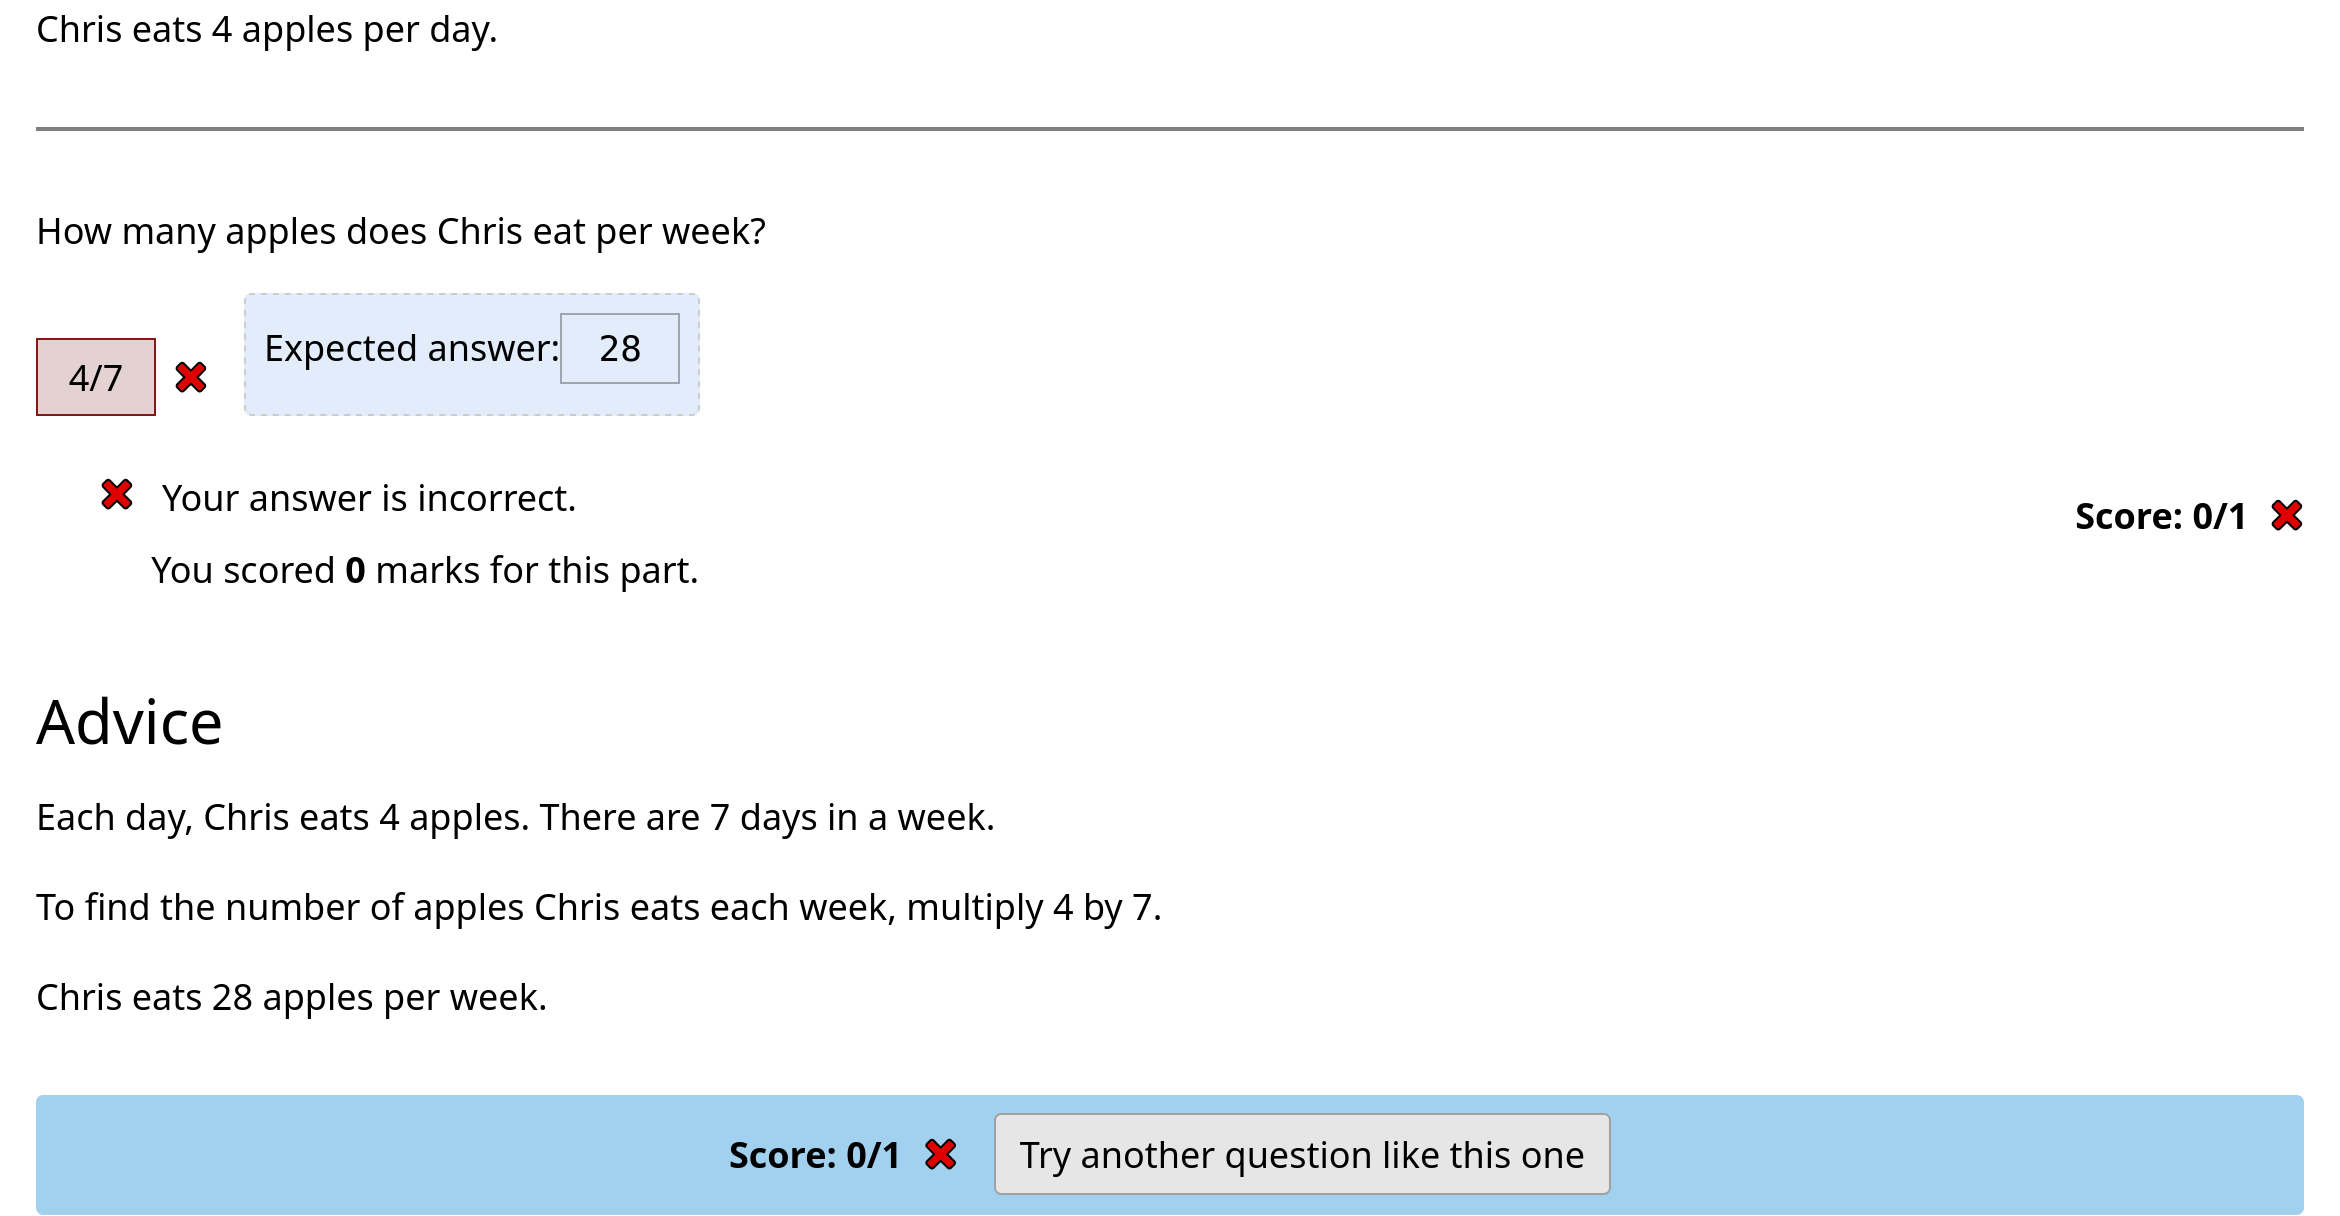 Chris eats 4 apples per day.
How many apples does Chris eat per week?
4/7
Expected answer: 28
Your answer is incorrect.
You scored 0 marks for this part.
Score: 0/1
Advice
Each day, Chris eats 4 apples. There are 7 days in a week.
To find the number of apples Chris eats each week, multiply 4 by 7.
Chris eats 28 apples per week.
Score: 0/1
Try another question like this one